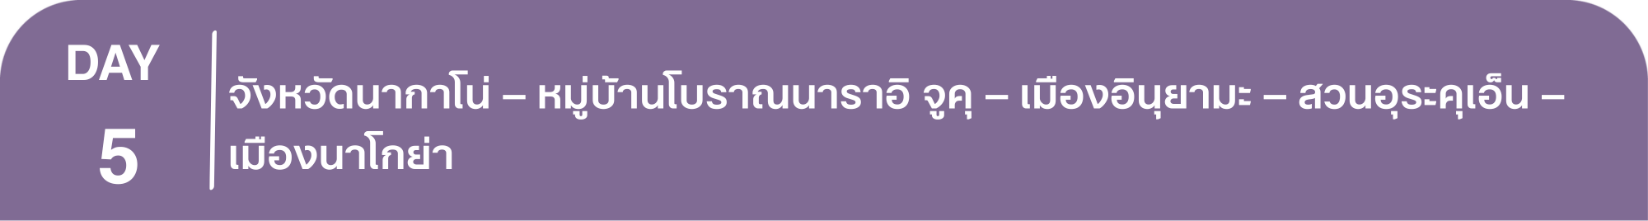 DAY
5
จังหวัดนากาโน่ – หมู่บ้านโบราณนาราอิ จูคุ – เมืองอินุยามะ – สวนอุระคุเอ็น –
เมืองนาโกย่า